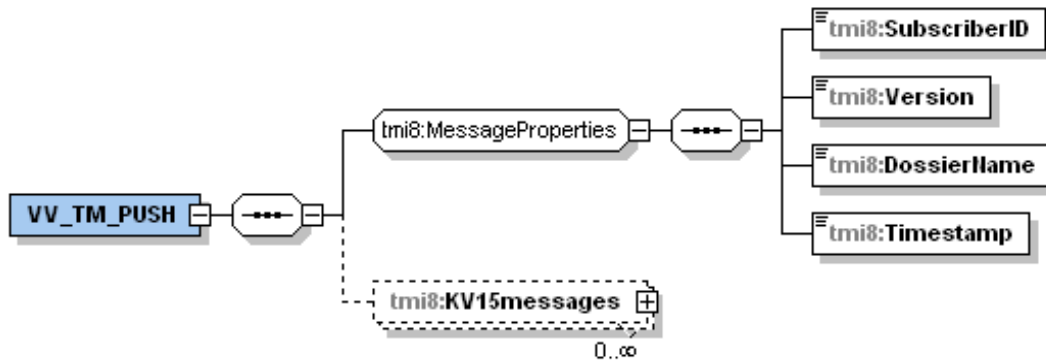 tmi8:SubscriberID
tmi8:Version
tmi8:MessageProperties
tmi8:DossierName
VV_TM_PUSH
tmi8:Timestamp
tmi8:KV15messages
0..∞